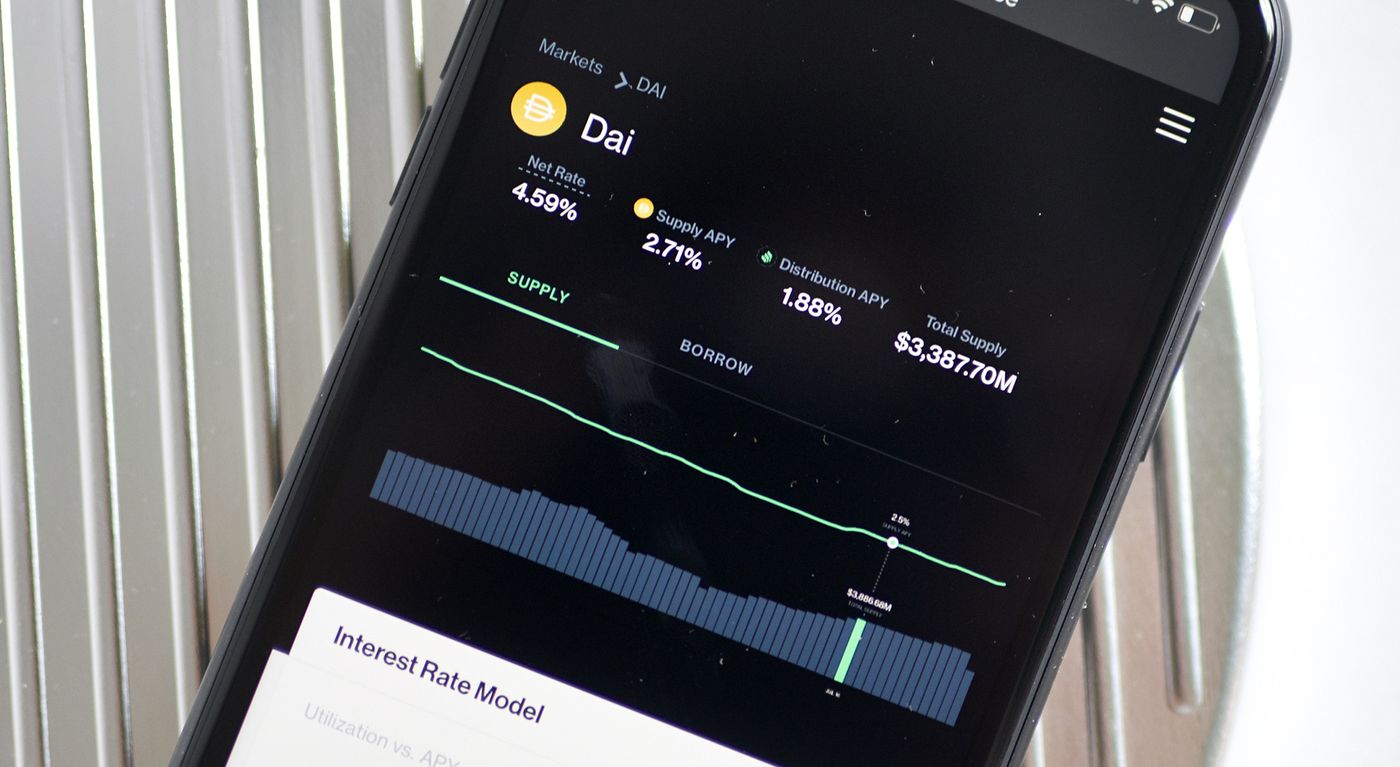 Markets > DAI
Dai
Net Rate
4.59%
Supply APY
2.71%
Distribution APY
1.88%
Total Supply
$3,387.70M
SUPPLY
BORROW
2.5%
SUPPLY APY
$3,886.68M
TOTAL SUPPLY
Interest Rate Model
Utilization vs. APY